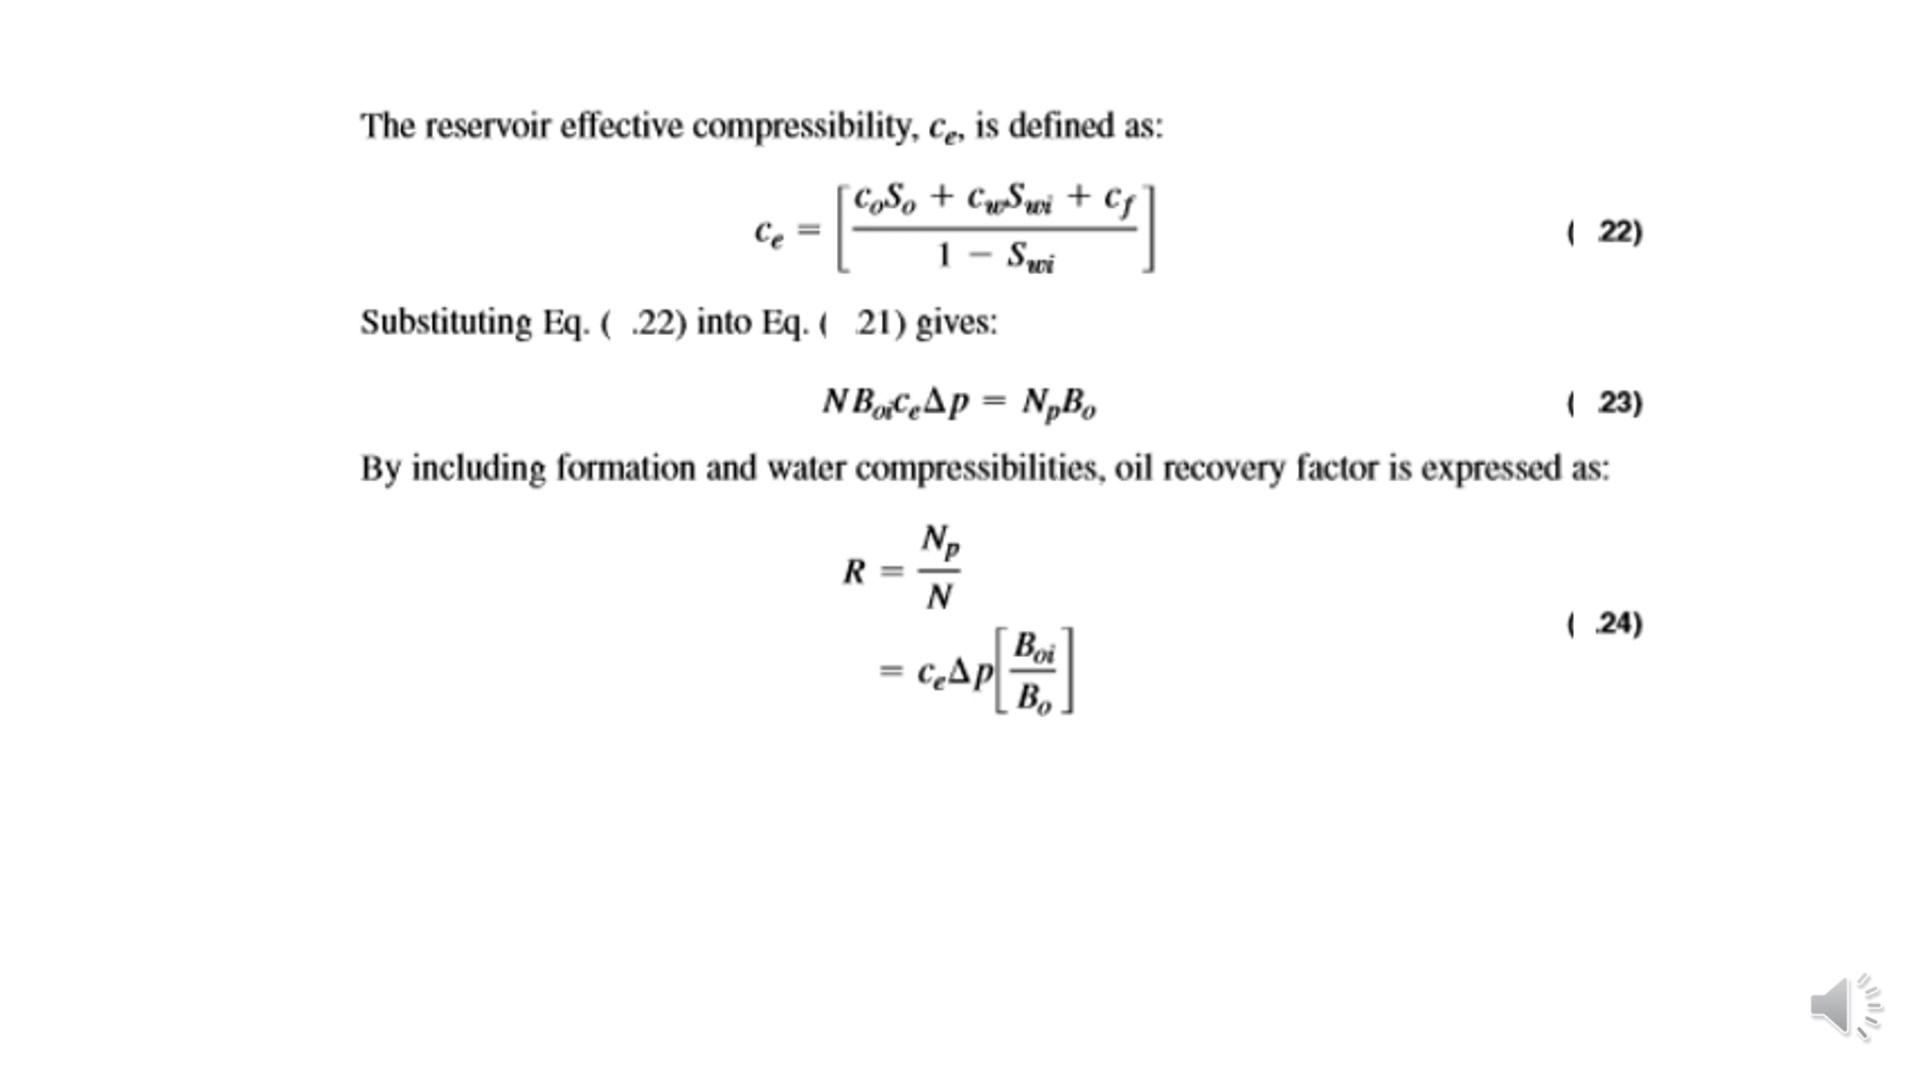 The reservoir effective compressibility, cₑ, is defined as:
cₑ = [ (c_o S_o + c_w S_wi + c_f) / (1 − S_wi) ] ( 22)
Substituting Eq. ( .22) into Eq. ( 21) gives:
N B_oi c_e Δp = N_p B_o ( 23)
By including formation and water compressibilities, oil recovery factor is expressed as:
R = N_p / N
= c_e Δp [ B_oi / B_o ] ( .24)